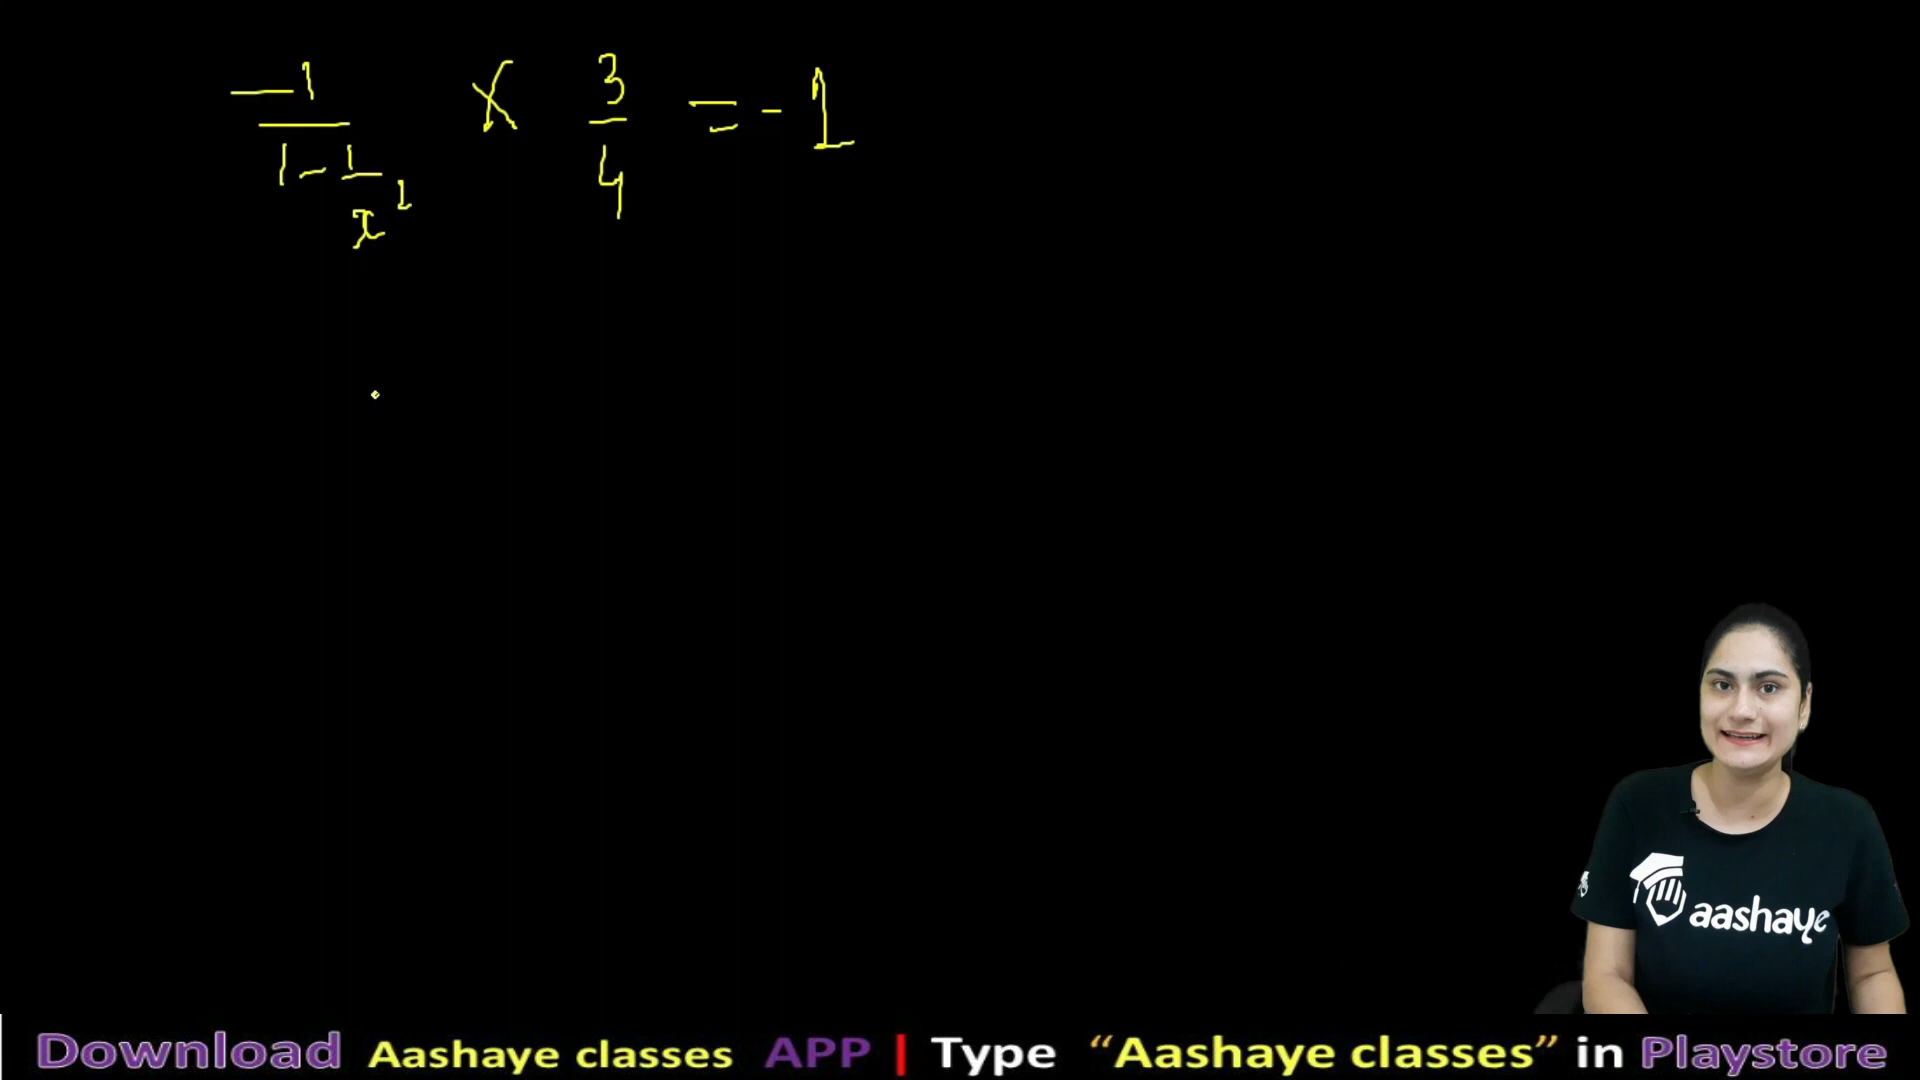 -1/(1 - 1/x²) × 3/4 = -1
aashaye
Download Aashaye classes APP | Type “Aashaye classes” in Playstore